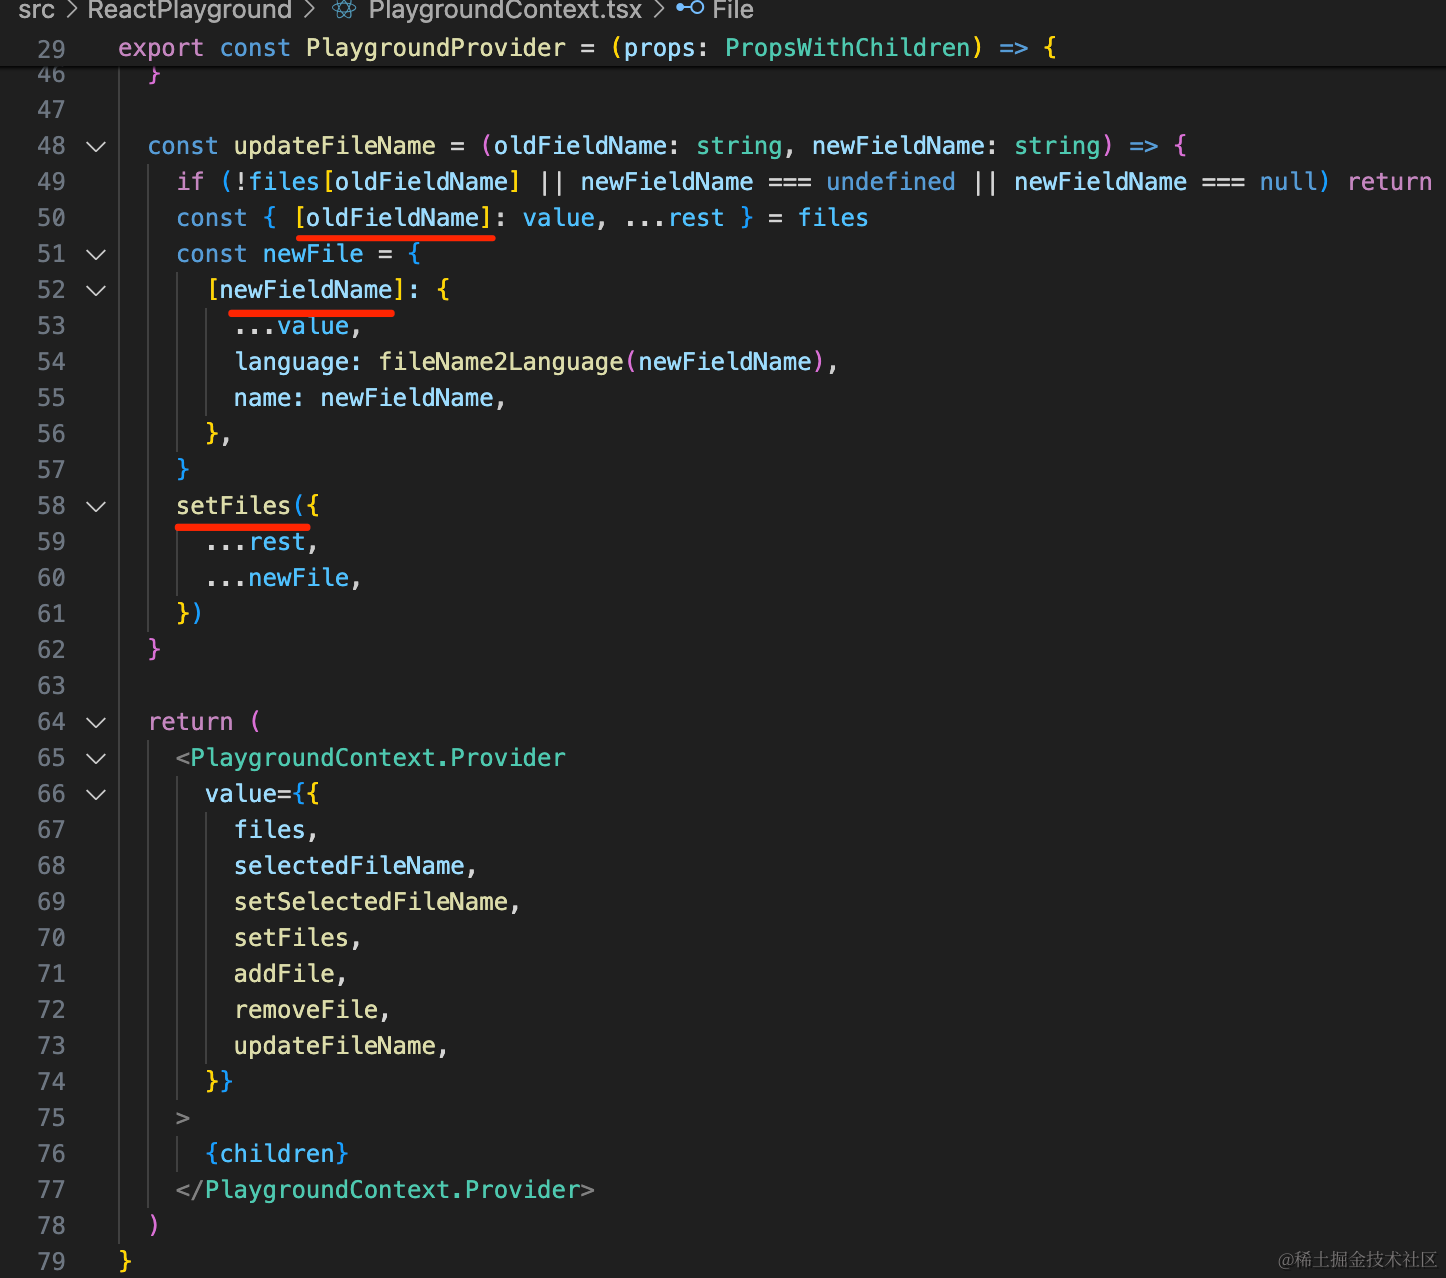 src > ReactPlayground > PlaygroundContext.tsx > File
29 export const PlaygroundProvider = (props: PropsWithChildren) => {
46 }
47
48 const updateFileName = (oldFieldName: string, newFieldName: string) => {
49 if (!files[oldFieldName] || newFieldName === undefined || newFieldName === null) return
50 const { [oldFieldName]: value, ...rest } = files
51 const newFile = {
52 [newFieldName]: {
53 ...value,
54 language: fileName2Language(newFieldName),
55 name: newFieldName,
56 },
57 }
58 setFiles({
59 ...rest,
60 ...newFile,
61 })
62 }
63
64 return (
65 <PlaygroundContext.Provider
66 value={{
67 files,
68 selectedFileName,
69 setSelectedFileName,
70 setFiles,
71 addFile,
72 removeFile,
73 updateFileName,
74 }}
75 >
76 {children}
77 </PlaygroundContext.Provider>
78 )
79 }
@稀土掘金技术社区